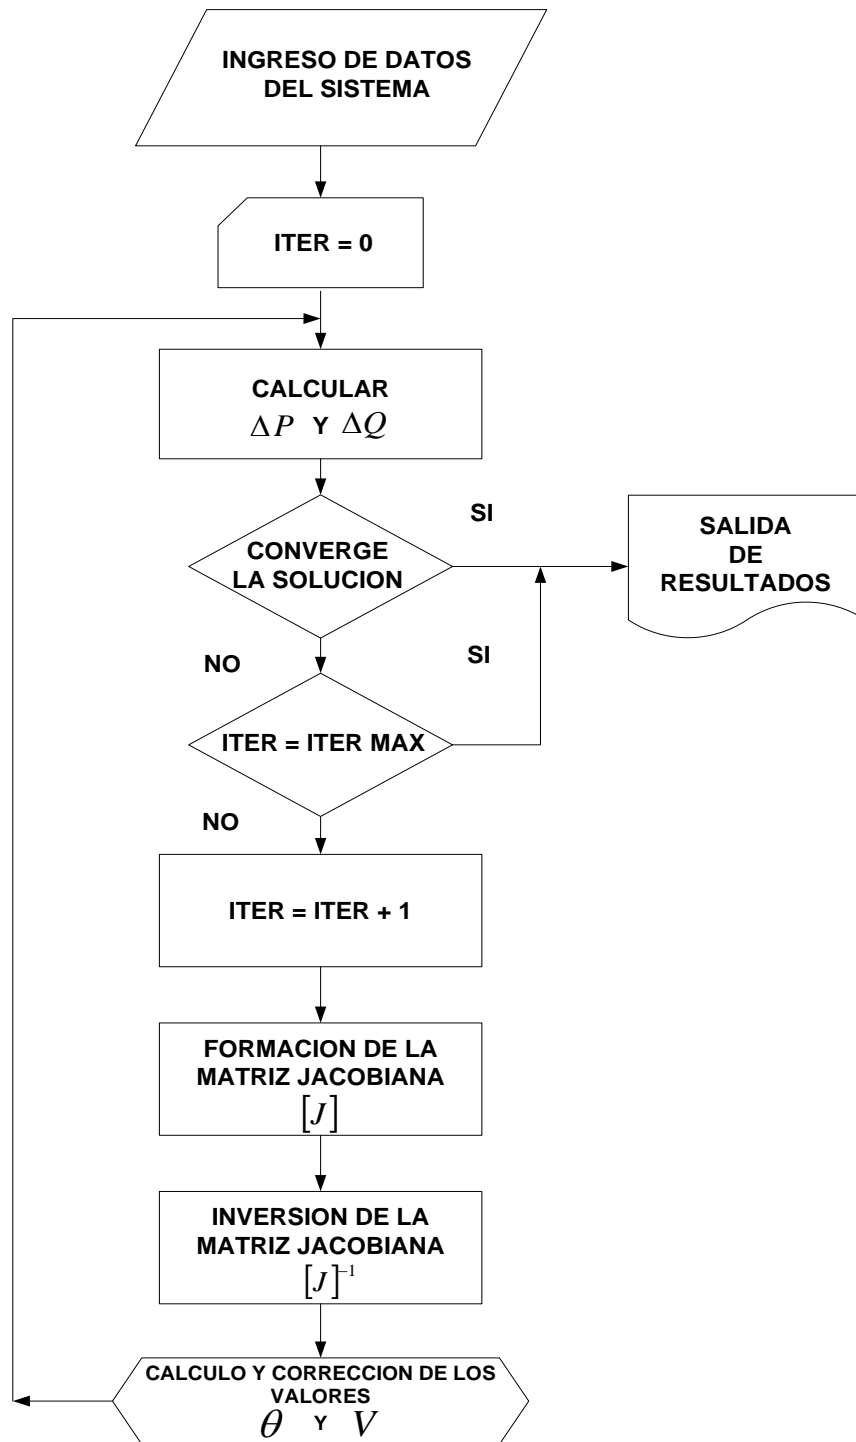 INGRESO DE DATOS
DEL SISTEMA
ITER = 0
CALCULAR
ΔP Y ΔQ
CONVERGE
LA SOLUCION
SI
SALIDA
DE
RESULTADOS
NO
SI
ITER = ITER MAX
NO
ITER = ITER + 1
FORMACION DE LA
MATRIZ JACOBIANA
[J]
INVERSION DE LA
MATRIZ JACOBIANA
[J]⁻¹
CALCULO Y CORRECCION DE LOS
VALORES
θ Y V